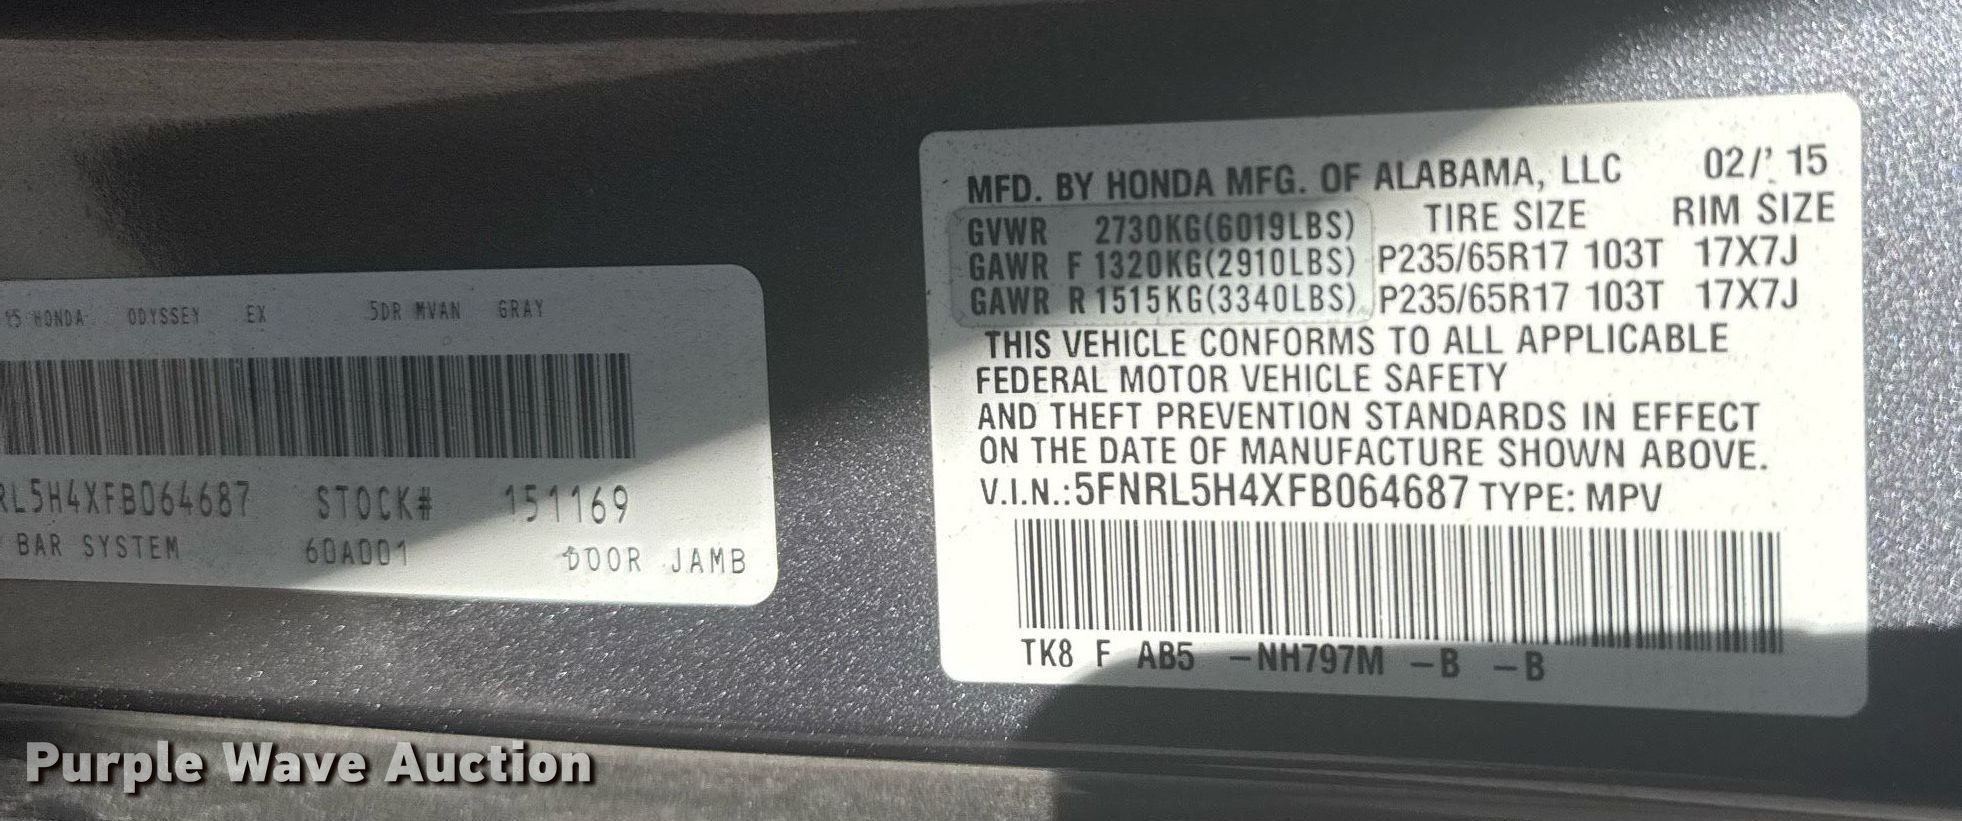 15 HONDA ODYSSEY EX 5DR MVAN GRAY
RL5H4XFB064687 STOCK# 151169
BAR SYSTEM 60A001 DOOR JAMB
MFD. BY HONDA MFG. OF ALABAMA, LLC 02/' 15
GVWR 2730KG(6019LBS) TIRE SIZE RIM SIZE
GAWR F 1320KG(2910LBS) P235/65R17 103T 17X7J
GAWR R 1515KG(3340LBS) P235/65R17 103T 17X7J
THIS VEHICLE CONFORMS TO ALL APPLICABLE
FEDERAL MOTOR VEHICLE SAFETY
AND THEFT PREVENTION STANDARDS IN EFFECT
ON THE DATE OF MANUFACTURE SHOWN ABOVE.
V.I.N.:5FNRL5H4XFB064687 TYPE: MPV
TK8 F AB5 -NH797M -B -B
Purple Wave Auction